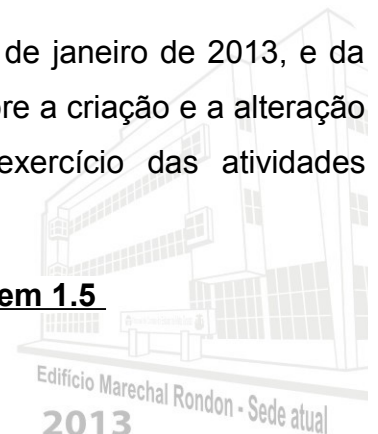 de janeiro de 2013, e da
bre a criação e a alteração
exercício das atividades
em 1.5
Edifício Marechal Rondon - Sede atual
2013